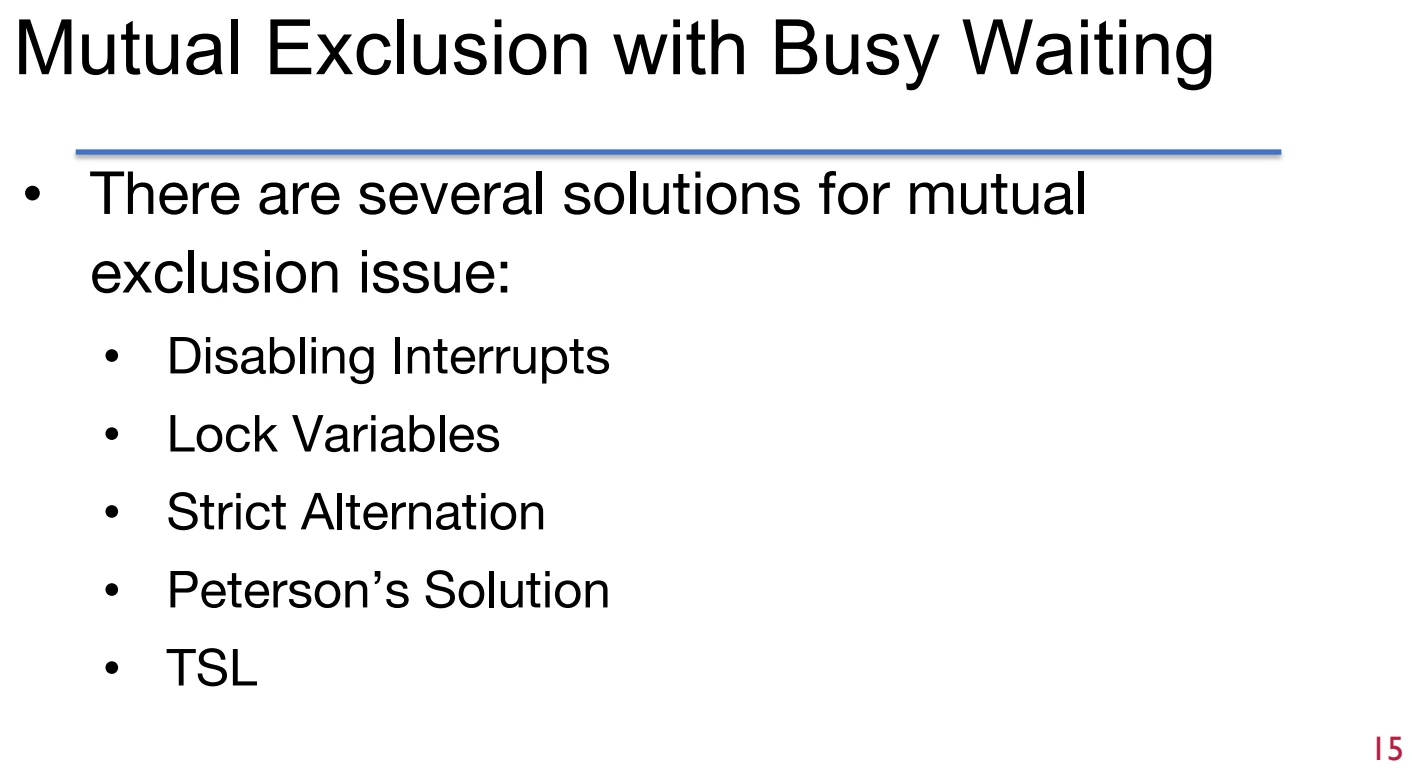 Mutual Exclusion with Busy Waiting
• There are several solutions for mutual
exclusion issue:
• Disabling Interrupts
• Lock Variables
• Strict Alternation
• Peterson’s Solution
• TSL
15